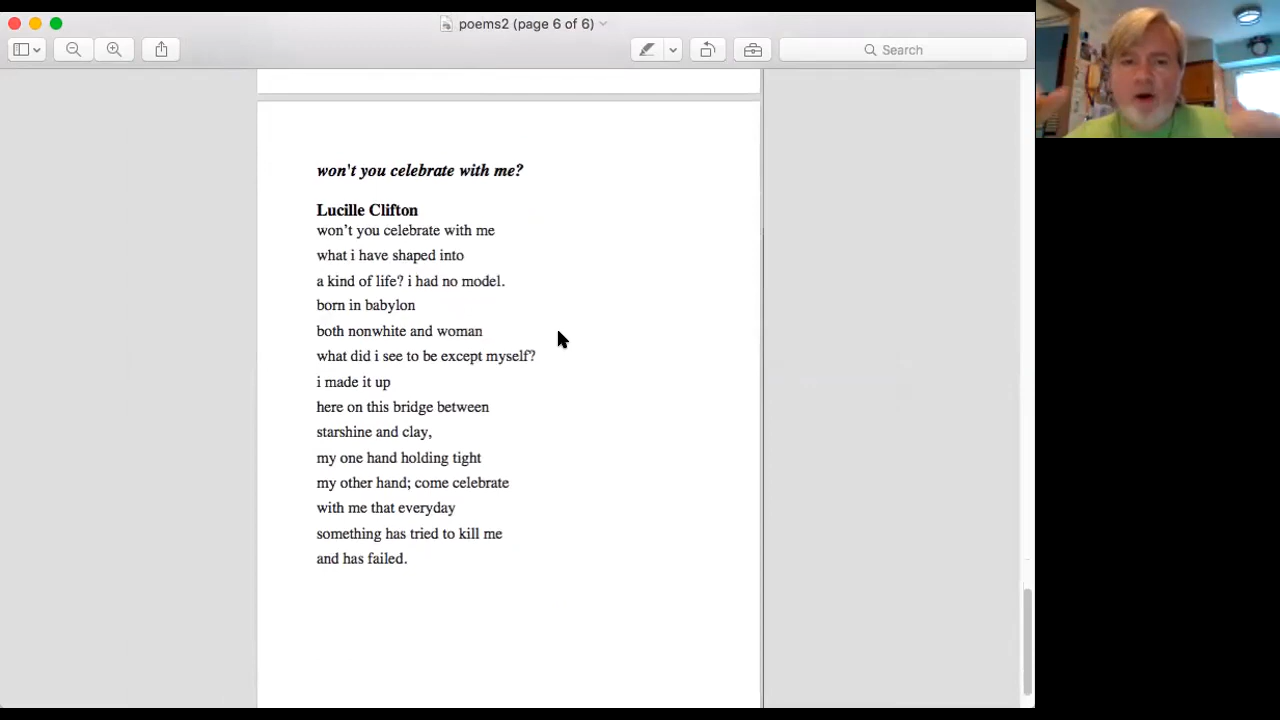 poems2 (page 6 of 6)
Search
won't you celebrate with me?
Lucille Clifton
won't you celebrate with me
what i have shaped into
a kind of life? i had no model.
born in babylon
both nonwhite and woman
what did i see to be except myself?
i made it up
here on this bridge between
starshine and clay,
my one hand holding tight
my other hand; come celebrate
with me that everyday
something has tried to kill me
and has failed.